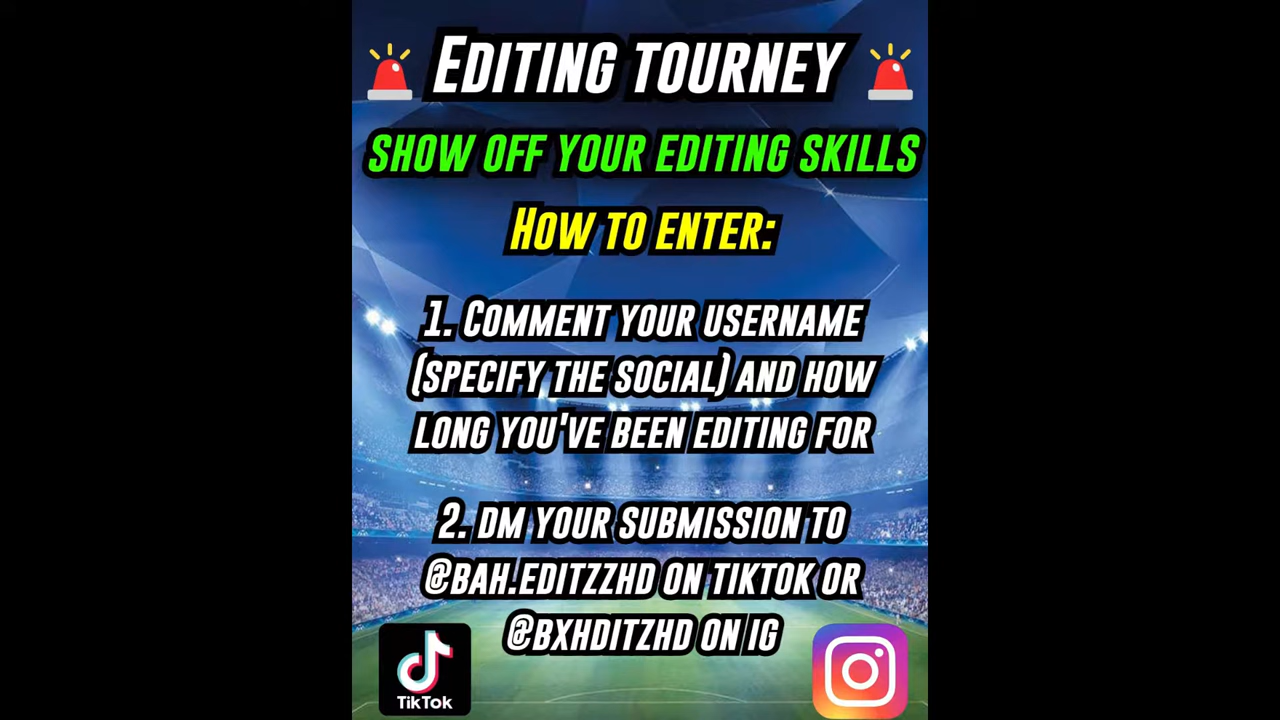 EDITING TOURNEY
SHOW OFF YOUR EDITING SKILLS
HOW TO ENTER:
1. COMMENT YOUR USERNAME
(SPECIFY THE SOCIAL) AND HOW
LONG YOU'VE BEEN EDITING FOR
2. DM YOUR SUBMISSION TO
@BAH.EDITZZHD ON TIKTOK OR
@BXHDITZHD ON IG
TikTok